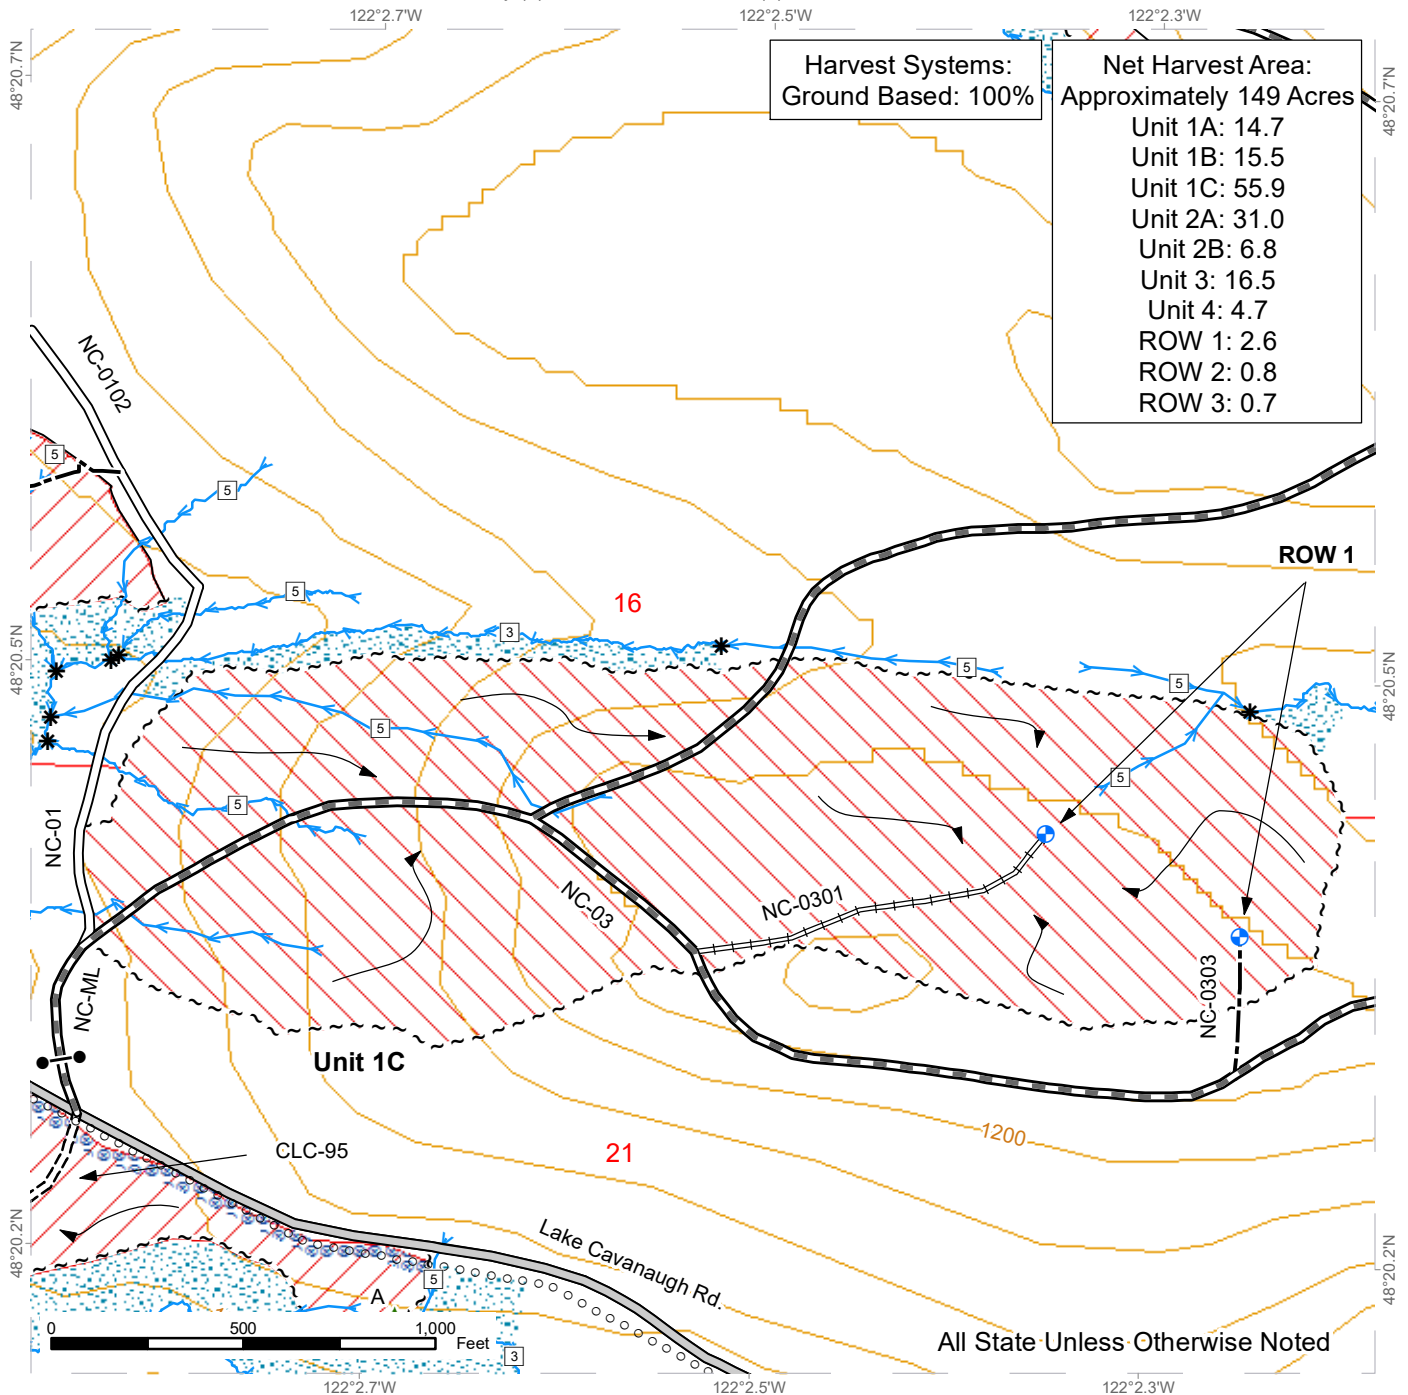 122°2.7'W
122°2.5'W
122°2.3'W
48°20.7'N
48°20.7'N
Harvest Systems:
Ground Based: 100%
Net Harvest Area:
Approximately 149 Acres
Unit 1A: 14.7
Unit 1B: 15.5
Unit 1C: 55.9
Unit 2A: 31.0
Unit 2B: 6.8
Unit 3: 16.5
Unit 4: 4.7
ROW 1: 2.6
ROW 2: 0.8
ROW 3: 0.7
NC-0102
5
5
ROW 1
5
16
3
48°20.5'N
5
5
48°20.5'N
5
5
5
NC-01
NC-03
NC-0301
NC-0303
NC-ML
Unit 1C
1200
CLC-95
21
48°20.2'N
Lake Cavanaugh Rd.
48°20.2'N
5
A
0
500
1,000
Feet
3
All State Unless Otherwise Noted
122°2.7'W
122°2.5'W
122°2.3'W